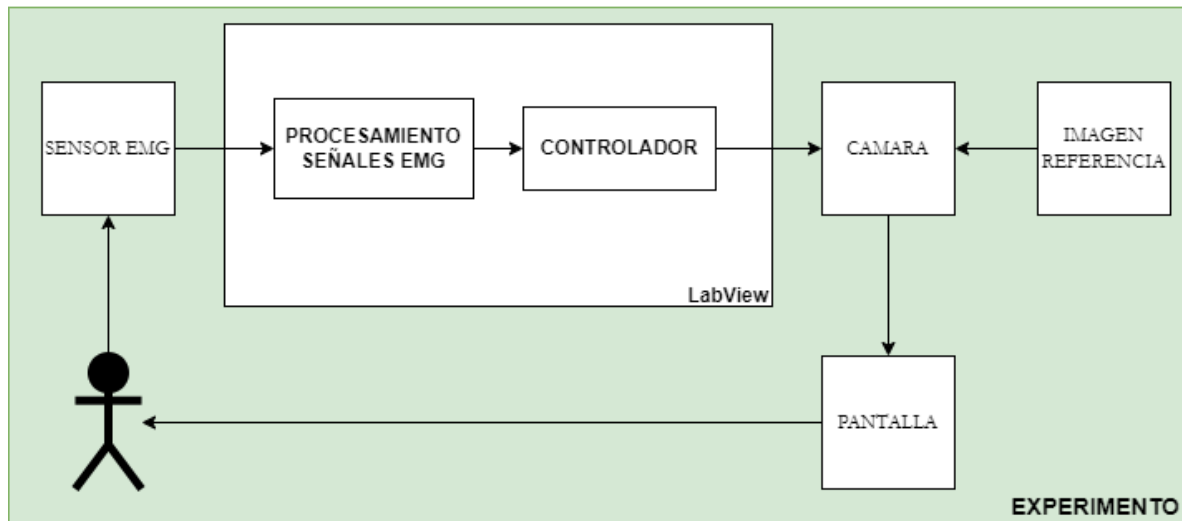 SENSOR EMG
PROCESAMIENTO
SEÑALES EMG
CONTROLADOR
CAMARA
IMAGEN
REFERENCIA
LabView
PANTALLA
EXPERIMENTO